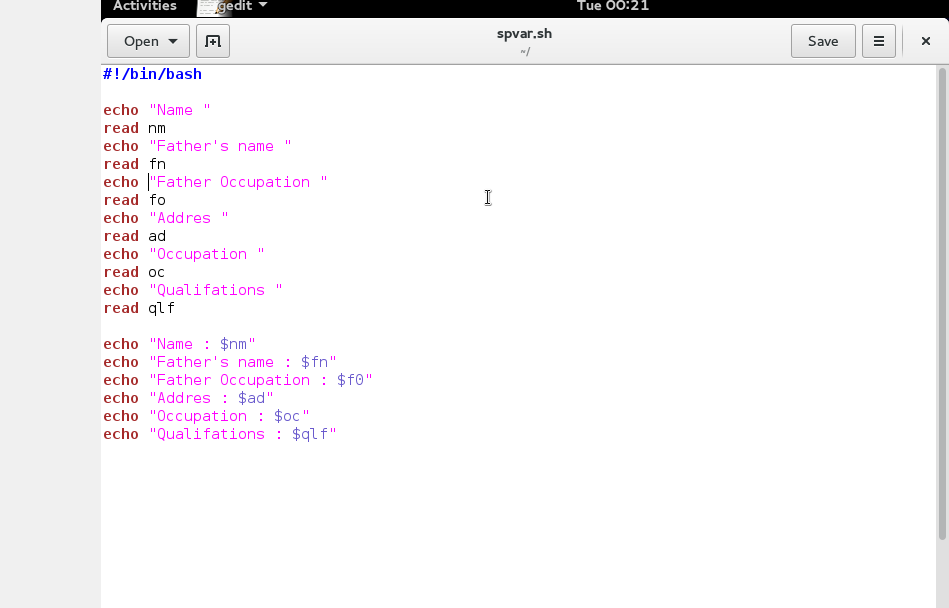 Activities gedit Tue 00:21
Open spvar.sh Save
~/
#!/bin/bash
echo "Name "
read nm
echo "Father's name "
read fn
echo "Father Occupation "
read fo
echo "Addres "
read ad
echo "Occupation "
read oc
echo "Qualifations "
read qlf
echo "Name : $nm"
echo "Father's name : $fn"
echo "Father Occupation : $f0"
echo "Addres : $ad"
echo "Occupation : $oc"
echo "Qualifations : $qlf"